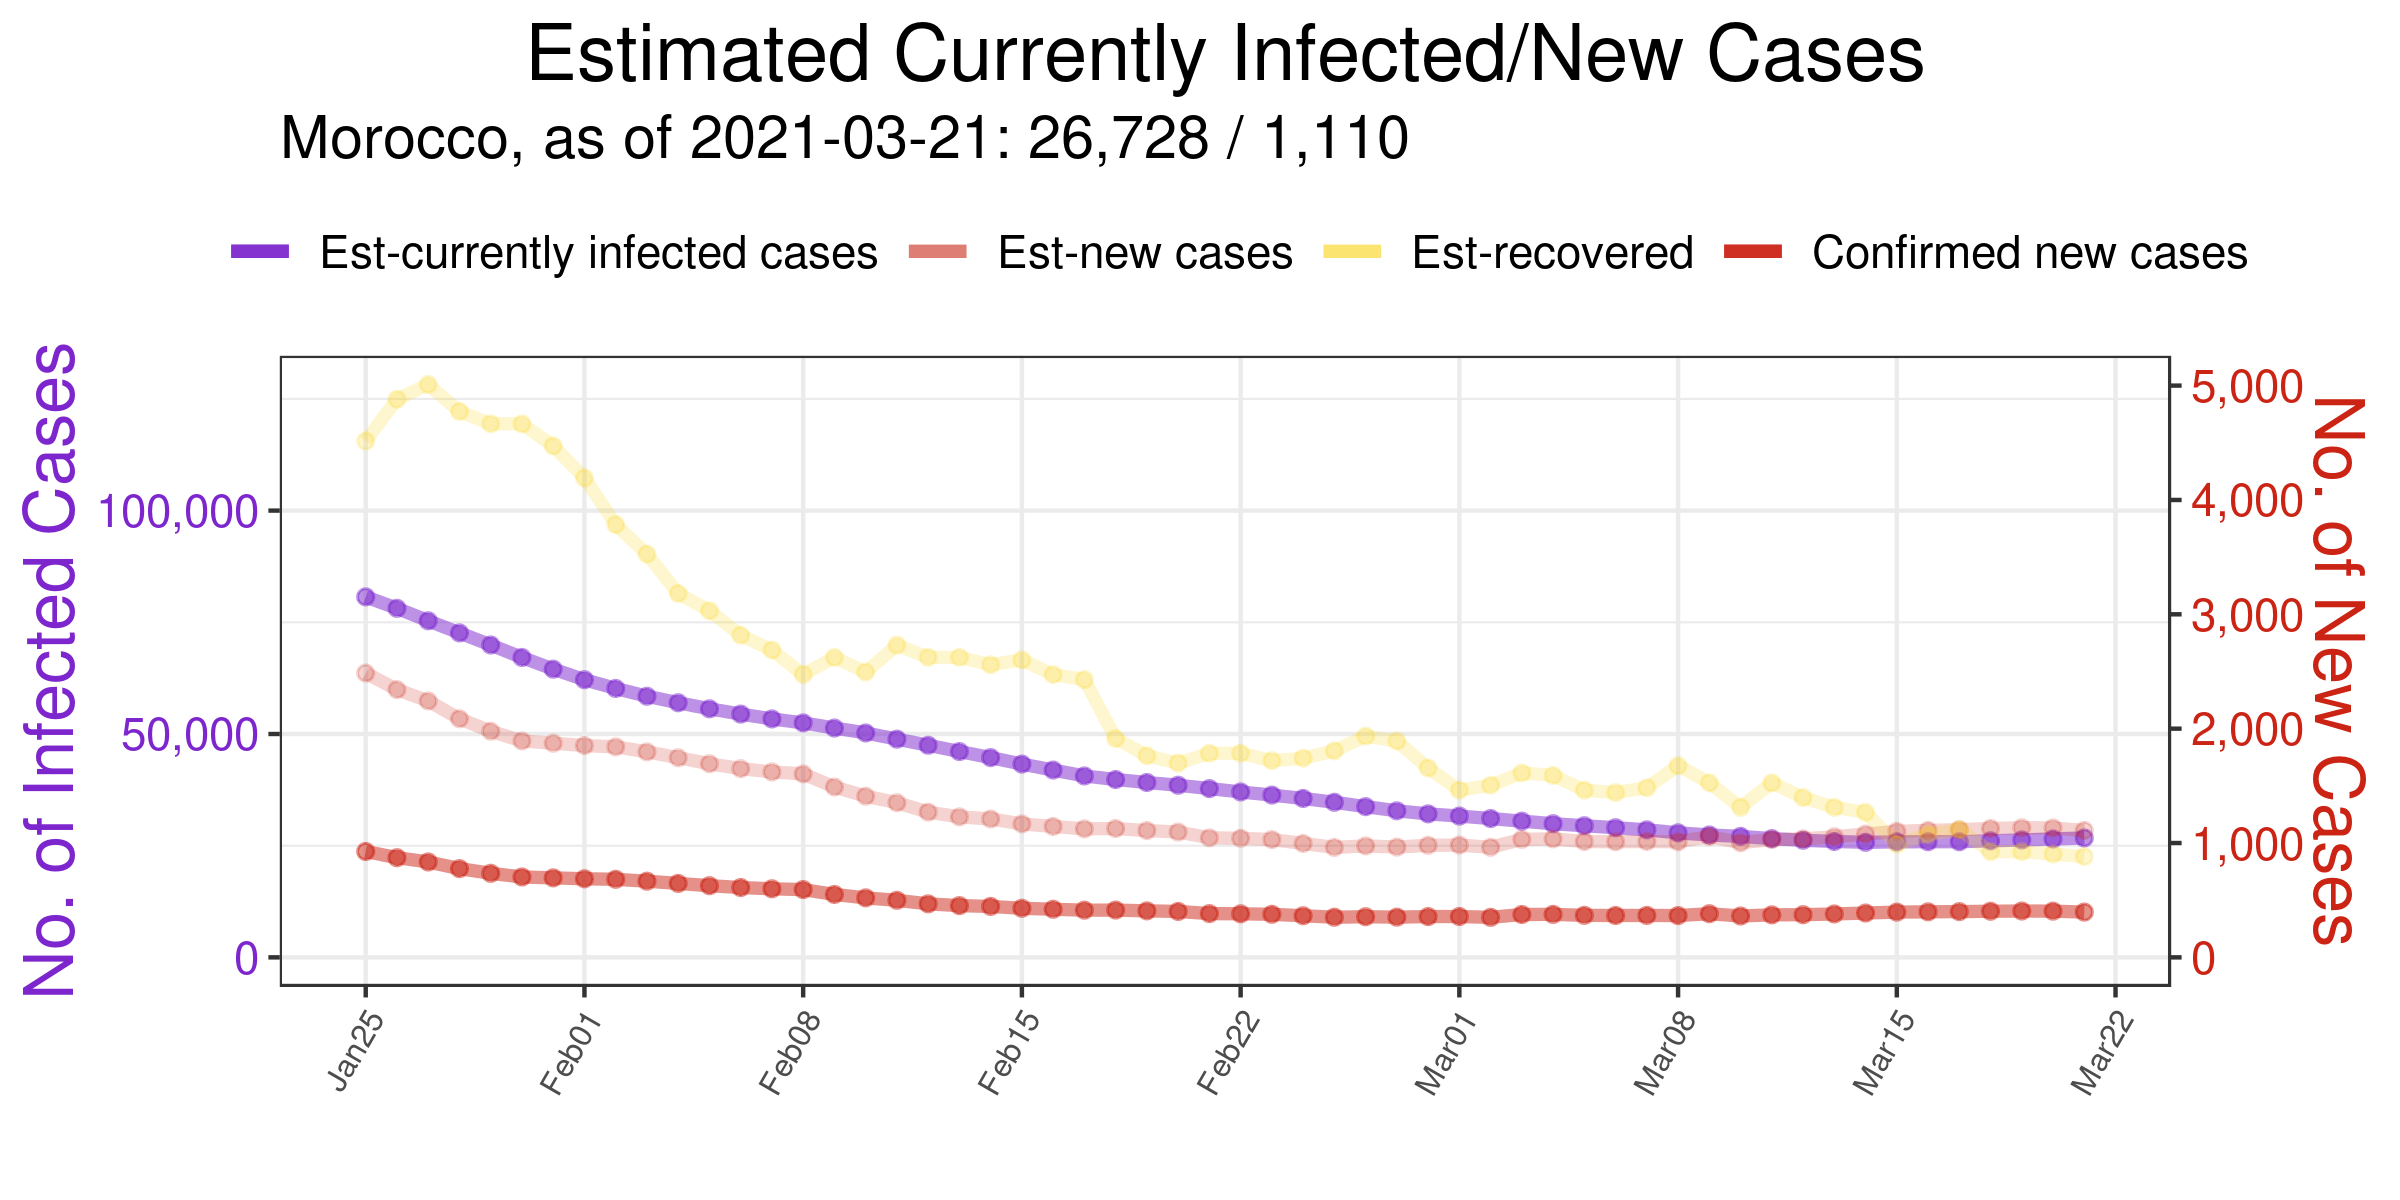 Estimated Currently Infected/New Cases
Morocco, as of 2021-03-21: 26,728 / 1,110
Est-currently infected cases Est-new cases Est-recovered Confirmed new cases
No. of Infected Cases
100,000
50,000
0
5,000
4,000
3,000
2,000
1,000
0
No. of New Cases
Jan25 Feb01 Feb08 Feb15 Feb22 Mar01 Mar08 Mar15 Mar22